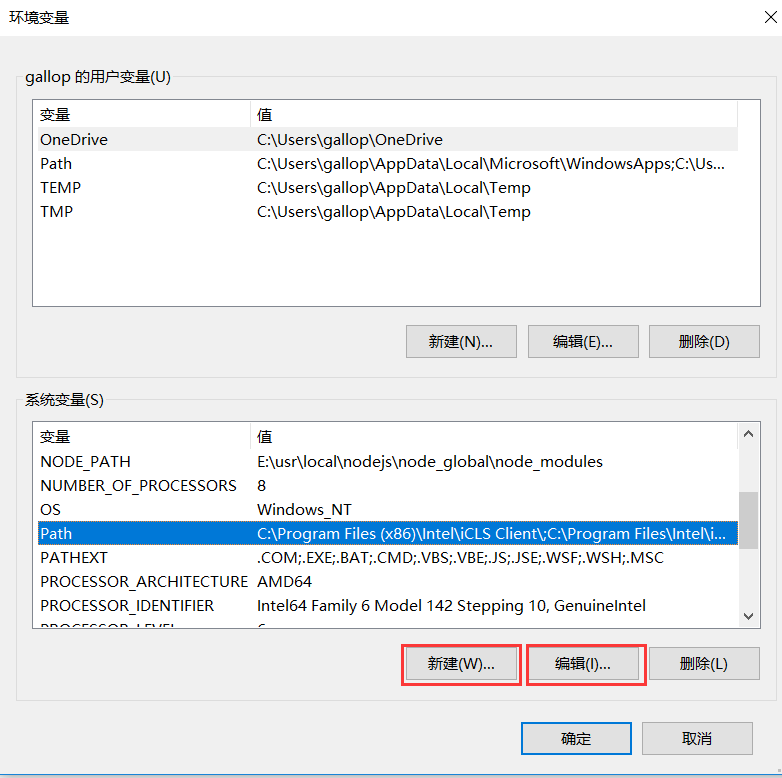 环境变量
gallop 的用户变量(U)
变量 值
OneDrive C:\Users\gallop\OneDrive
Path C:\Users\gallop\AppData\Local\Microsoft\WindowsApps;C:\Us...
TEMP C:\Users\gallop\AppData\Local\Temp
TMP C:\Users\gallop\AppData\Local\Temp
新建(N)... 编辑(E)... 删除(D)
系统变量(S)
变量 值
NODE_PATH E:\usr\local\nodejs\node_global\node_modules
NUMBER_OF_PROCESSORS 8
OS Windows_NT
Path C:\Program Files (x86)\Intel\iCLS Client\;C:\Program Files\Intel\i...
PATHEXT .COM;.EXE;.BAT;.CMD;.VBS;.VBE;.JS;.JSE;.WSF;.WSH;.MSC
PROCESSOR_ARCHITECTURE AMD64
PROCESSOR_IDENTIFIER Intel64 Family 6 Model 142 Stepping 10, GenuineIntel
PROCESSOR_LEVEL 6
新建(W)... 编辑(I)... 删除(L)
确定 取消